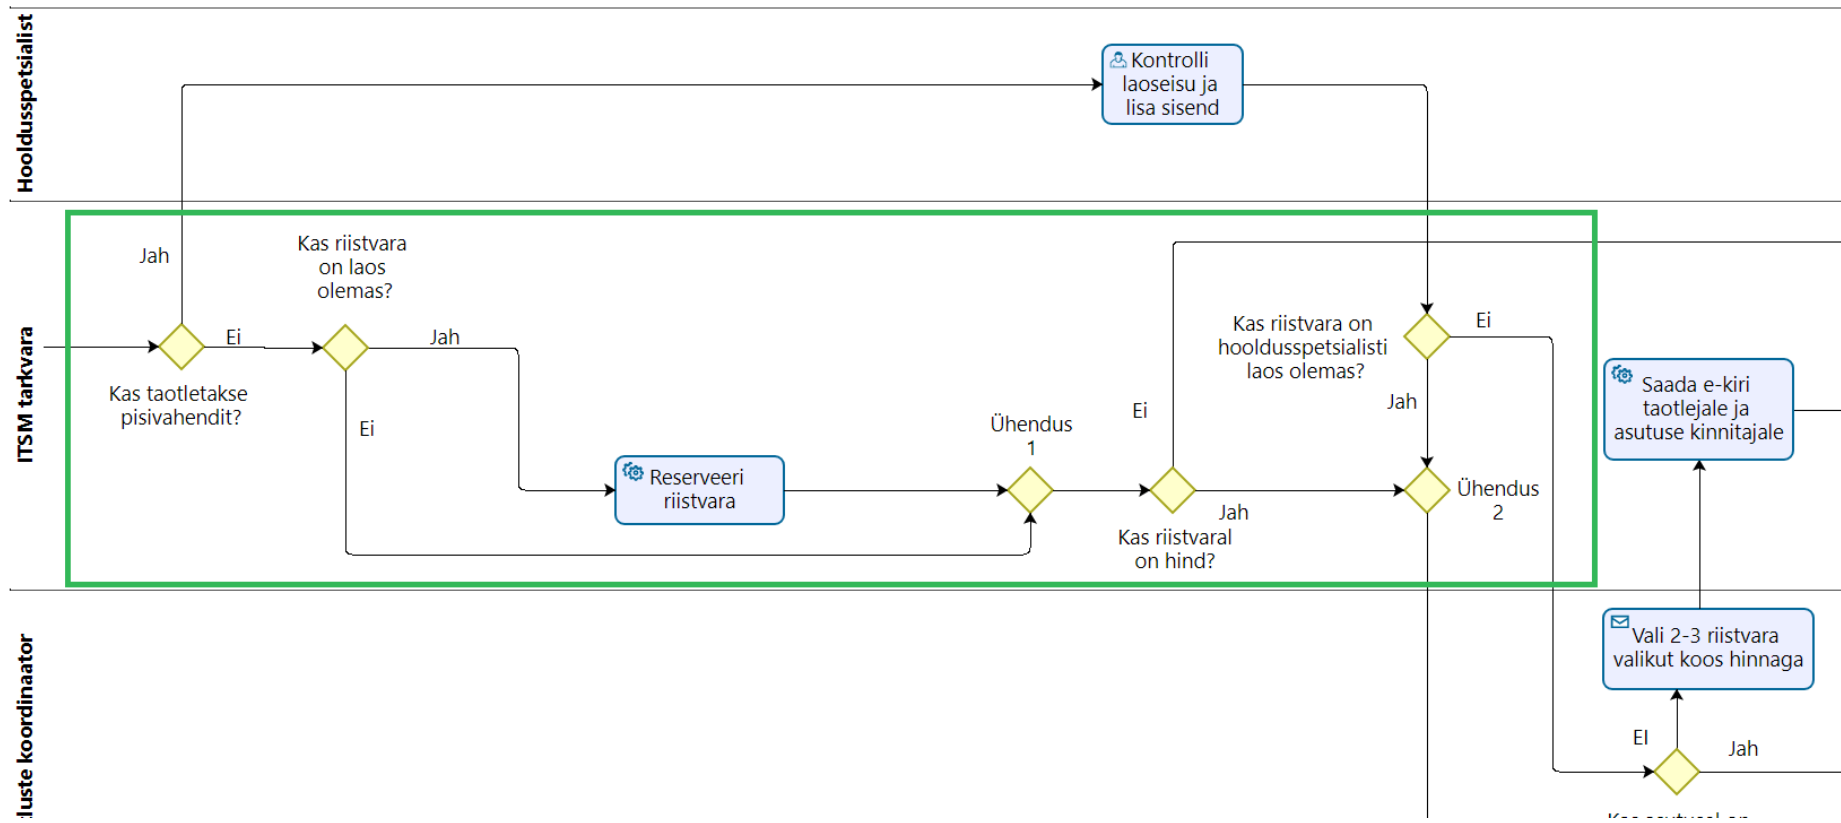 Hooldusspetsialist
Kontrolli
laoseisu ja
lisa sisend
ITSM tarkvara
Jah
Kas taotletakse
pisivahendit?
Ei
Kas riistvara
on laos
olemas?
Jah
Ei
Reserveeri
riistvara
Ühendus
1
Ei
Kas riistvaral
on hind?
Jah
Kas riistvara on
hooldusspetsialisti
laos olemas?
Ei
Jah
Ühendus
2
Saada e-kiri
taotlejale ja
asutuse kinnitajale
koordinaator
Vali 2-3 riistvara
valikut koos hinnaga
EI
Jah